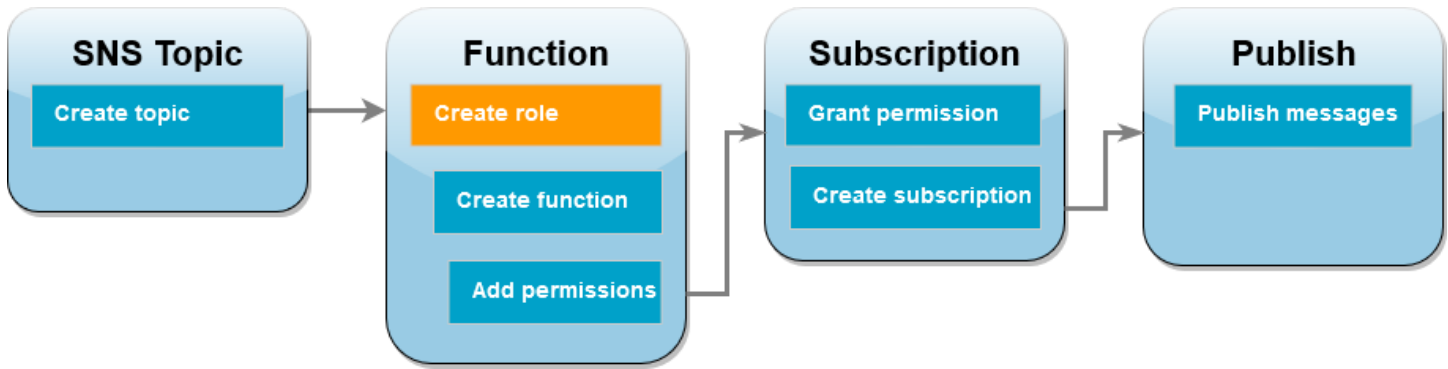 SNS Topic
Create topic
Function
Create role
Create function
Add permissions
Subscription
Grant permission
Create subscription
Publish
Publish messages